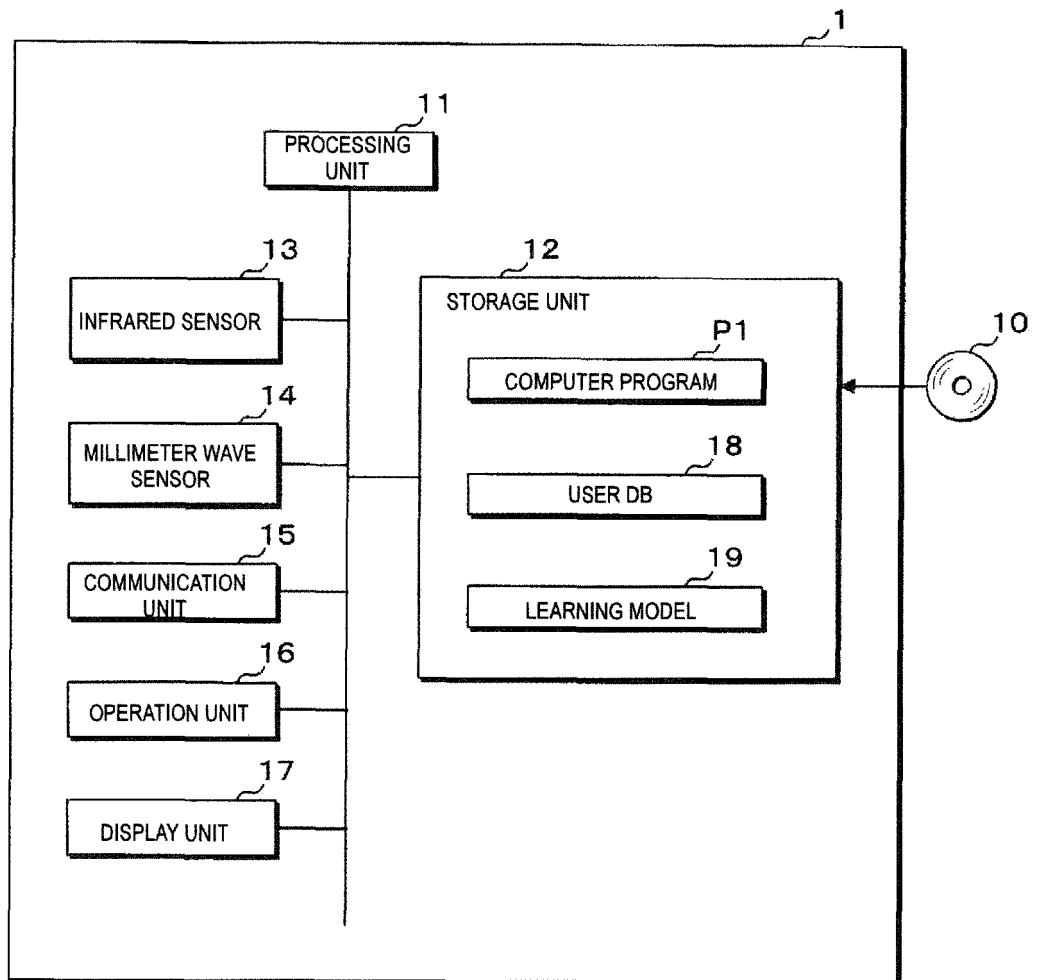 1
11
PROCESSING
UNIT
13
INFRARED SENSOR
14
MILLIMETER WAVE
SENSOR
15
COMMUNICATION
UNIT
16
OPERATION UNIT
17
DISPLAY UNIT
12
STORAGE UNIT
P1
COMPUTER PROGRAM
18
USER DB
19
LEARNING MODEL
10